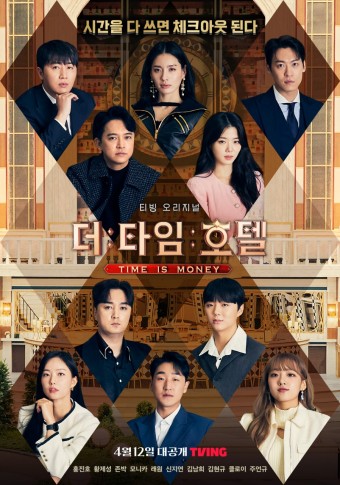 시간을 다 쓰면 체크아웃 된다
티빙 오리지널
더:타임:호텔
TIME IS MONEY
4월 12일 대공개 TVING
홍진호 황제성 존박 모니카 래원 신지연 김남희 김현규 클로이 주언규